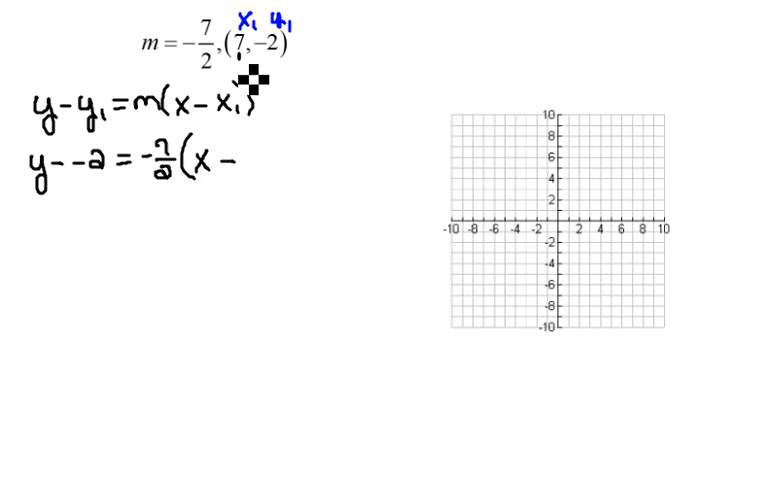 x₁ y₁
m = -7/2, (7, -2)
y - y₁ = m(x - x₁)
y - -2 = -7/2(x -
10
8
6
4
2
-10 -8 -6 -4 -2 2 4 6 8 10
-2
-4
-6
-8
-10